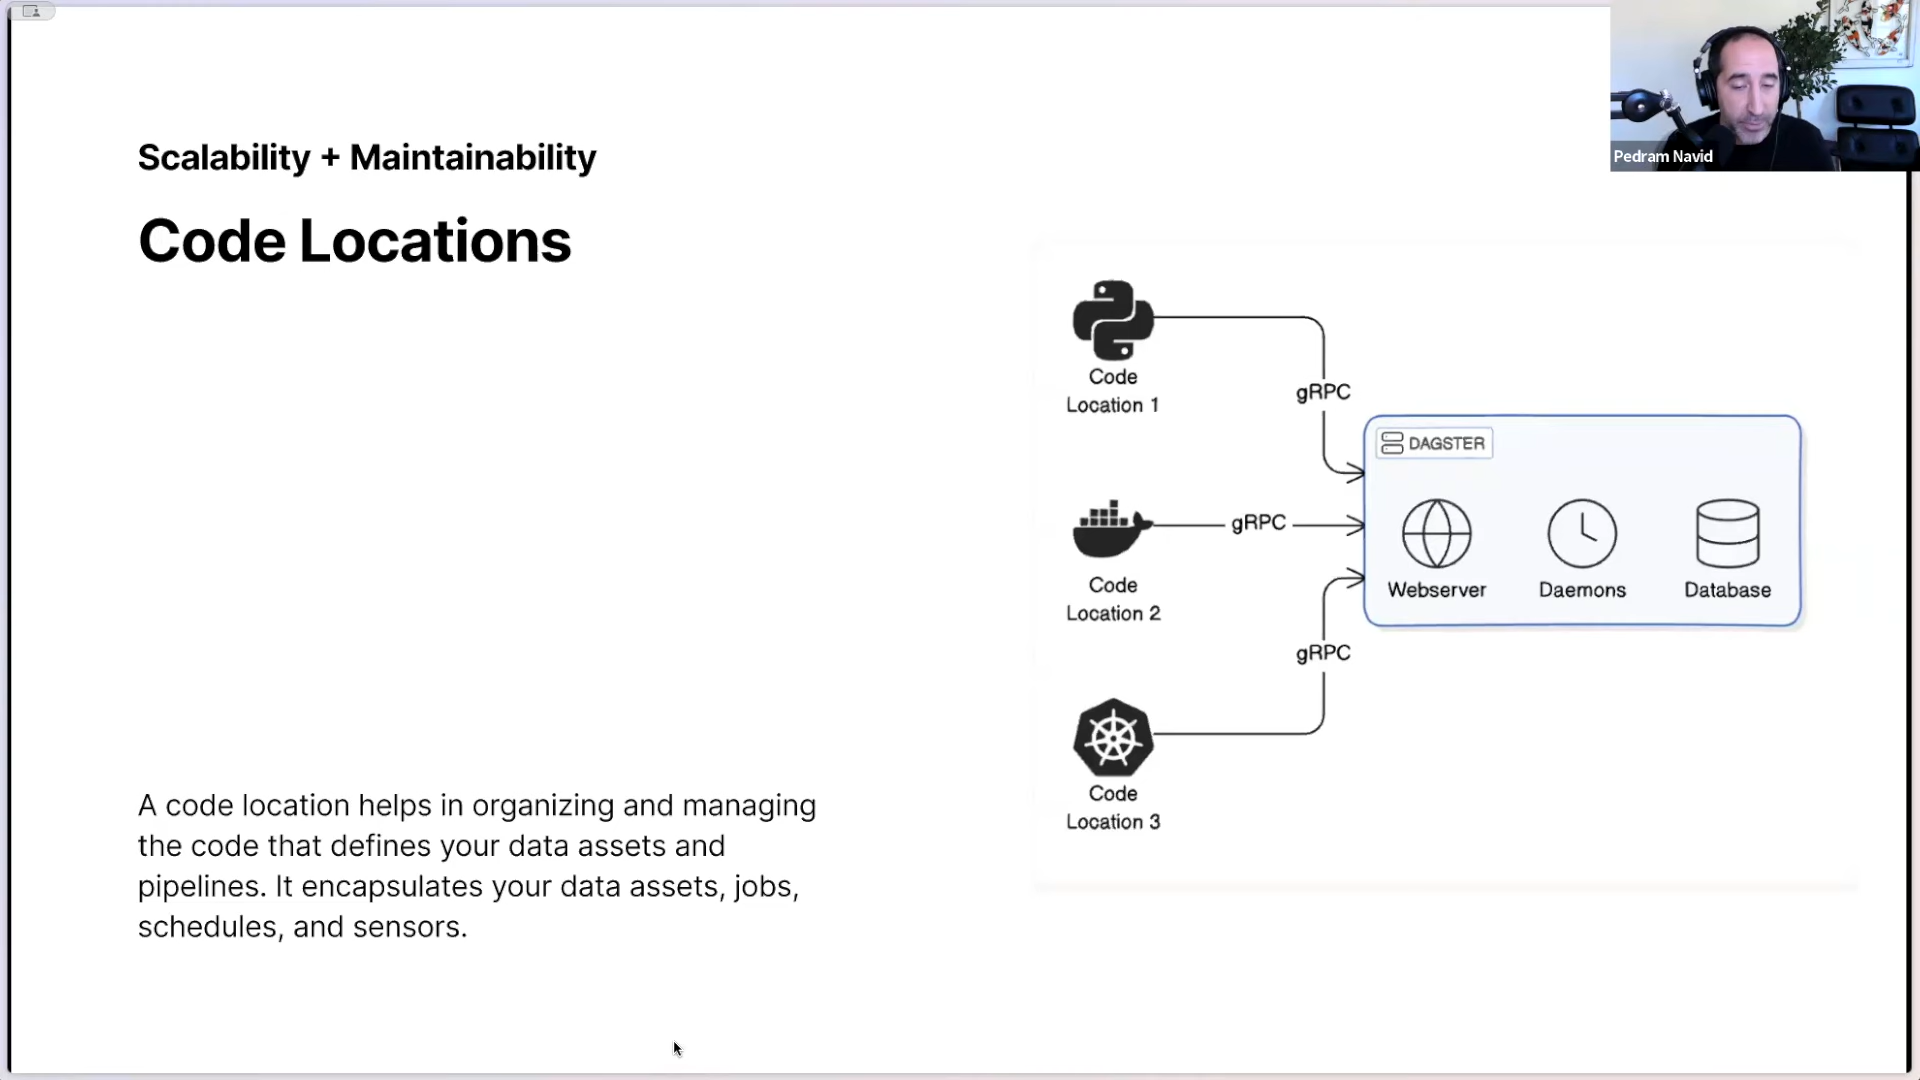 Pedram Navid
Scalability + Maintainability
Code Locations
Code
Location 1
gRPC
DAGSTER
gRPC
Code
Location 2
Webserver
Daemons
Database
gRPC
Code
Location 3
A code location helps in organizing and managing
the code that defines your data assets and
pipelines. It encapsulates your data assets, jobs,
schedules, and sensors.